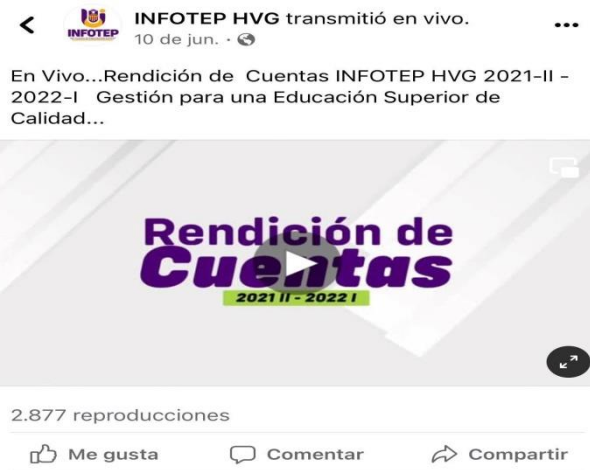 INFOTEP
INFOTEP HVG transmitió en vivo.
10 de jun. ·
En Vivo...Rendición de Cuentas INFOTEP HVG 2021-II -
2022-I Gestión para una Educación Superior de
Calidad...
Rendición de
Cuentas
2021 II - 2022 I
2.877 reproducciones
Me gusta
Comentar
Compartir